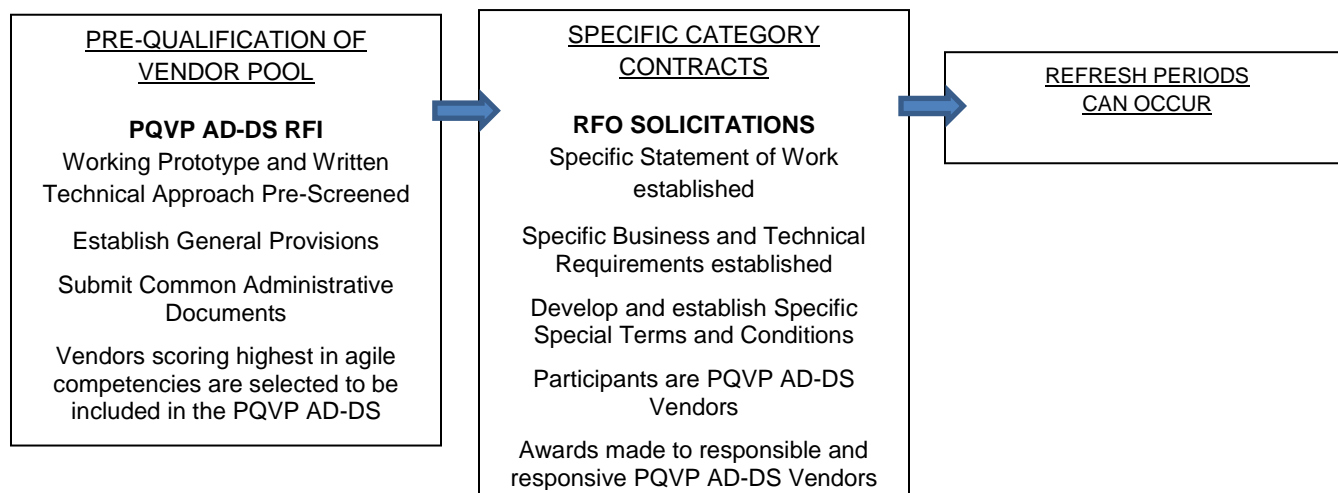 PRE-QUALIFICATION OF
VENDOR POOL
PQVP AD-DS RFI
Working Prototype and Written
Technical Approach Pre-Screened
Establish General Provisions
Submit Common Administrative
Documents
Vendors scoring highest in agile
competencies are selected to be
included in the PQVP AD-DS
SPECIFIC CATEGORY
CONTRACTS
RFO SOLICITATIONS
Specific Statement of Work
established
Specific Business and Technical
Requirements established
Develop and establish Specific
Special Terms and Conditions
Participants are PQVP AD-DS
Vendors
Awards made to responsible and
responsive PQVP AD-DS Vendors
REFRESH PERIODS
CAN OCCUR